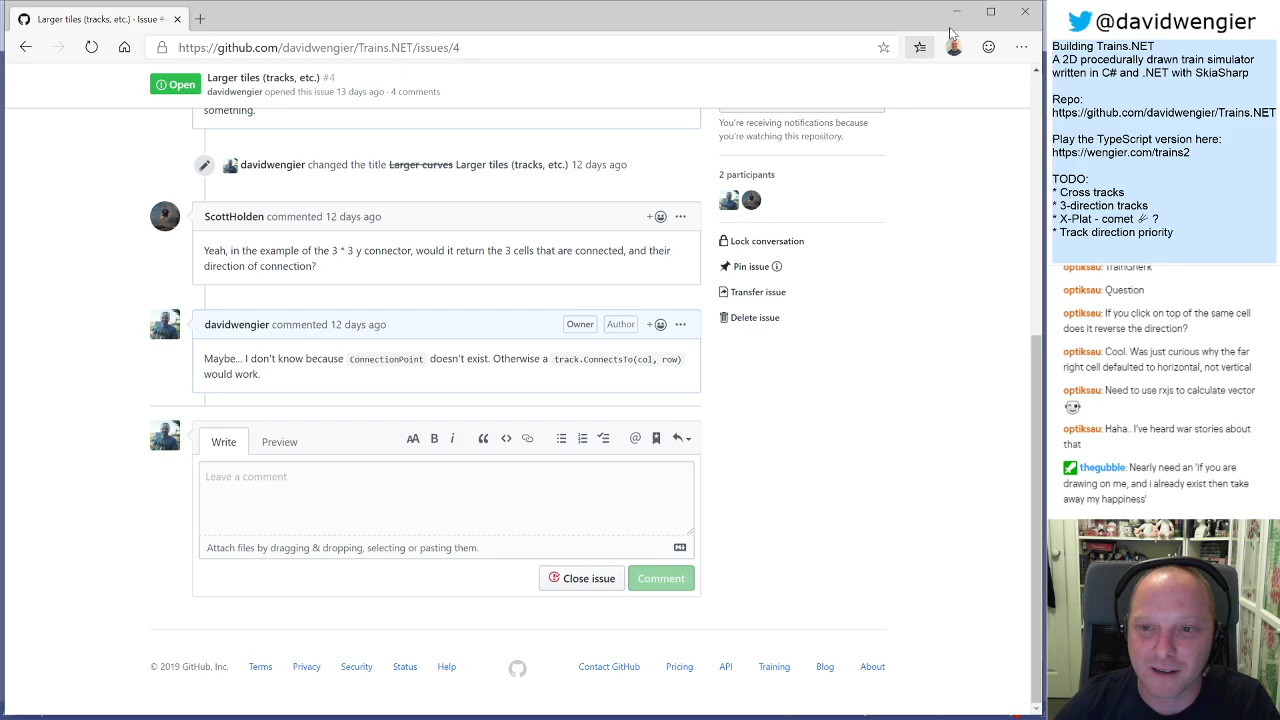 Larger tiles (tracks, etc.) · Issue #4
https://github.com/davidwengier/Trains.NET/issues/4
Open
Larger tiles (tracks, etc.) #4
davidwengier opened this issue 13 days ago · 4 comments
something.
davidwengier changed the title Larger curves Larger tiles (tracks, etc.) 12 days ago
ScottHolden commented 12 days ago
Yeah, in the example of the 3 * 3 y connector, would it return the 3 cells that are connected, and their
direction of connection?
davidwengier commented 12 days ago
Owner
Author
Maybe... I don't know because ConnectionPoint doesn't exist. Otherwise a track.ConnectsTo(col, row)
would work.
Write
Preview
Leave a comment
Attach files by dragging & dropping, selecting or pasting them.
Close issue
Comment
You're receiving notifications because
you're watching this repository.
2 participants
Lock conversation
Pin issue
Transfer issue
Delete issue
© 2019 GitHub, Inc.
Terms
Privacy
Security
Status
Help
Contact GitHub
Pricing
API
Training
Blog
About
@davidwengier
Building Trains.NET
A 2D procedurally drawn train simulator
written in C# and .NET with SkiaSharp
Repo:
https://github.com/davidwengier/Trains.NET
Play the TypeScript version here:
https://wengier.com/trains2
TODO:
* Cross tracks
* 3-direction tracks
* X-Plat - comet ☄ ?
* Track direction priority
optiksau: TrainGherk
optiksau: Question
optiksau: If you click on top of the same cell
does it reverse the direction?
optiksau: Cool. Was just curious why the far
right cell defaulted to horizontal, not vertical
optiksau: Need to use rxjs to calculate vector
optiksau: Haha.. I've heard war stories about
that
thegubble: Nearly need an 'if you are
drawing on me, and i already exist then take
away my happiness'